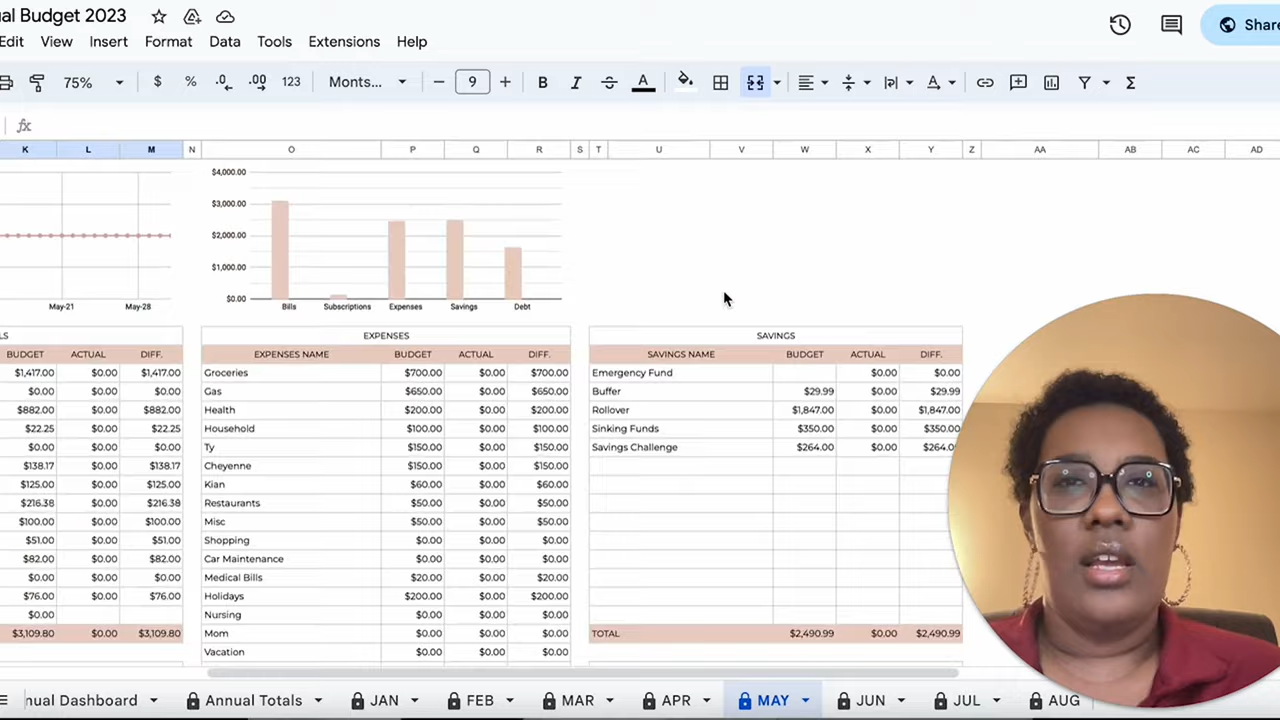 ual Budget 2023
Edit View Insert Format Data Tools Extensions Help
Share
75% $ % .0 .00 123 Monts... − 9 + B I A Σ
fx
K L M N O P Q R S T U V W X Y Z AA AB AC AD
$4,000.00
$3,000.00
$2,000.00
$1,000.00
$0.00
May-21 May-28 Bills Subscriptions Expenses Savings Debt
LS EXPENSES SAVINGS
BUDGET ACTUAL DIFF. EXPENSES NAME BUDGET ACTUAL DIFF. SAVINGS NAME BUDGET ACTUAL DIFF.
$1,417.00 $0.00 $1,417.00 Groceries $700.00 $0.00 $700.00 Emergency Fund $0.00 $0.00
$0.00 $0.00 $0.00 Gas $650.00 $0.00 $650.00 Buffer $29.99 $0.00 $29.99
$882.00 $0.00 $882.00 Health $200.00 $0.00 $200.00 Rollover $1,847.00 $0.00 $1,847.00
$22.25 $0.00 $22.25 Household $100.00 $0.00 $100.00 Sinking Funds $350.00 $0.00 $350.00
$0.00 $0.00 $0.00 Ty $150.00 $0.00 $150.00 Savings Challenge $264.00 $0.00 $264.0
$138.17 $0.00 $138.17 Cheyenne $150.00 $0.00 $150.00
$125.00 $0.00 $125.00 Kian $60.00 $0.00 $60.00
$216.38 $0.00 $216.38 Restaurants $50.00 $0.00 $50.00
$100.00 $0.00 $100.00 Misc $50.00 $0.00 $50.00
$51.00 $0.00 $51.00 Shopping $0.00 $0.00 $0.00
$82.00 $0.00 $82.00 Car Maintenance $0.00 $0.00 $0.00
$0.00 $0.00 $0.00 Medical Bills $20.00 $0.00 $20.00
$76.00 $0.00 $76.00 Holidays $200.00 $0.00 $200.00
$0.00 Nursing $0.00 $0.00 $0.00
$3,109.80 $0.00 $3,109.80 Mom $0.00 $0.00 $0.00 TOTAL $2,490.99 $0.00 $2,490.99
Vacation $0.00 $0.00 $0.00
nual Dashboard Annual Totals JAN FEB MAR APR MAY JUN JUL AUG